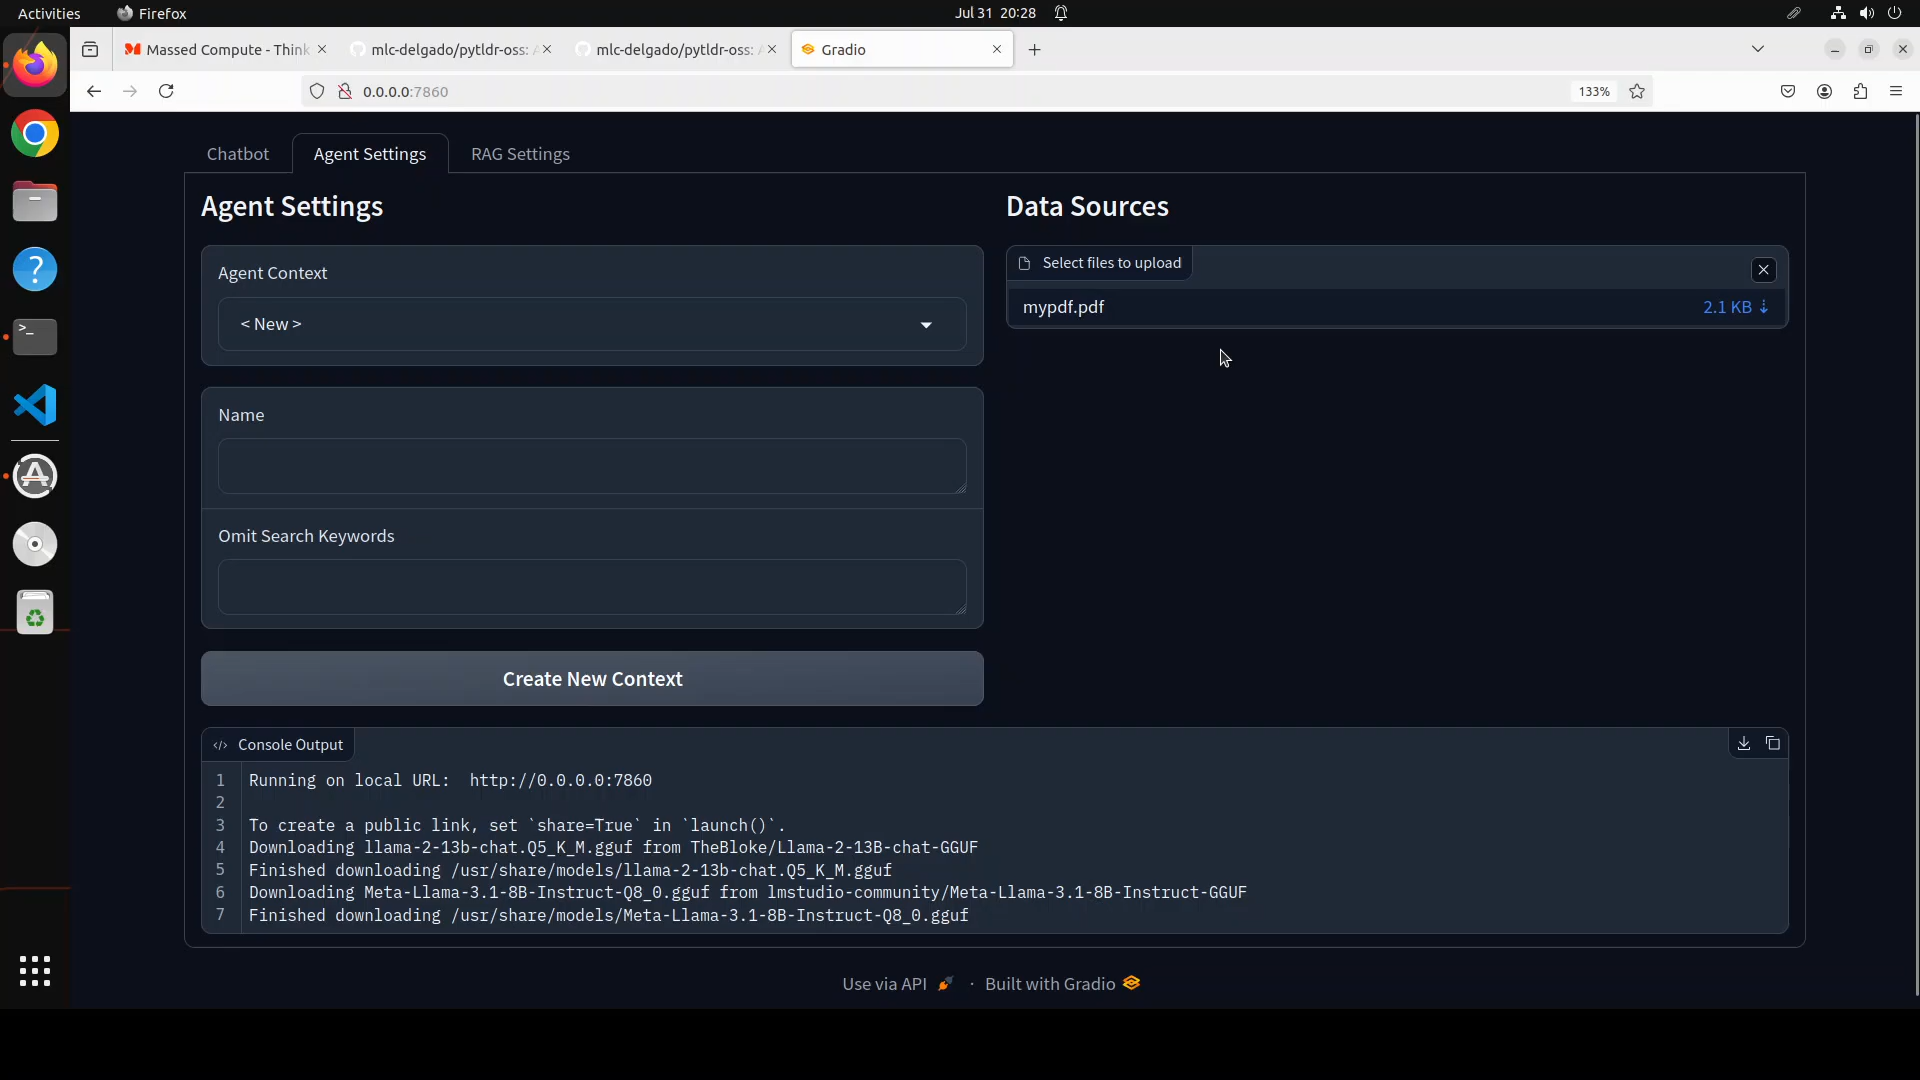 Activities
Firefox
Jul 31 20:28
Massed Compute - Think
mlc-delgado/pytldr-oss: A
mlc-delgado/pytldr-oss: A
Gradio
0.0.0.0:7860
133%
Chatbot
Agent Settings
RAG Settings
Agent Settings
Data Sources
Agent Context
< New >
Select files to upload
mypdf.pdf
2.1 KB ↓
Name
Omit Search Keywords
Create New Context
Console Output
1 Running on local URL:  http://0.0.0.0:7860
2
3 To create a public link, set `share=True` in `launch()`.
4 Downloading llama-2-13b-chat.Q5_K_M.gguf from TheBloke/Llama-2-13B-chat-GGUF
5 Finished downloading /usr/share/models/llama-2-13b-chat.Q5_K_M.gguf
6 Downloading Meta-Llama-3.1-8B-Instruct-Q8_0.gguf from lmstudio-community/Meta-Llama-3.1-8B-Instruct-GGUF
7 Finished downloading /usr/share/models/Meta-Llama-3.1-8B-Instruct-Q8_0.gguf
Use via API · Built with Gradio